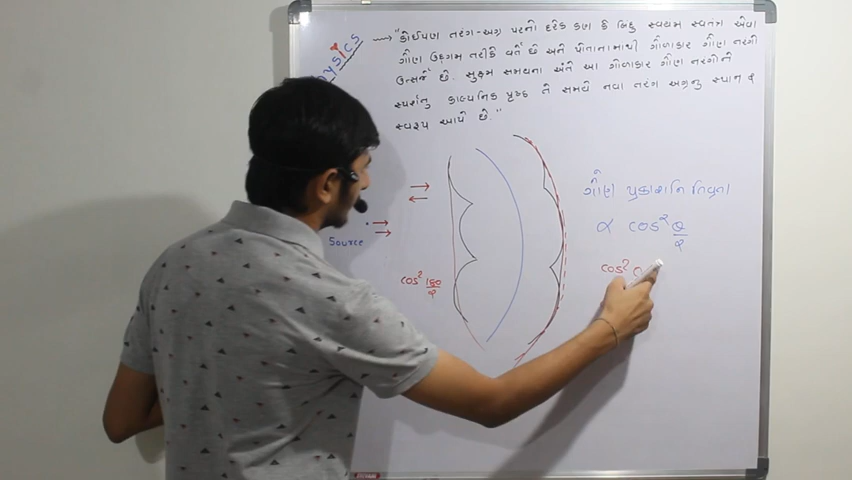 PHYSICS
"કોઈપણ તરંગ-અગ્ર પરનો દરેક કણ કે બિંદુ સ્વયમ સ્વતંત્ર એવા
ગૌણ ઉદ્દગમ તરીકે વર્તે છે અને પોતાનામાંથી ગોળાકાર ગૌણ તરંગો
ઉત્સર્જે છે. સુક્ષ્મ સમયના અંતે આ ગોળાકાર ગૌણ તરંગોને
સ્પર્શતુ કાલ્પનિક પૃષ્ઠ તે સમયે નવા તરંગ અગ્રનુ સ્થાન &
સ્વરૂપ આપે છે."
ગૌણ પ્રકાશની તિવ્રતા
∝ cos² θ/2
Source
cos² 0
cos² 180/2